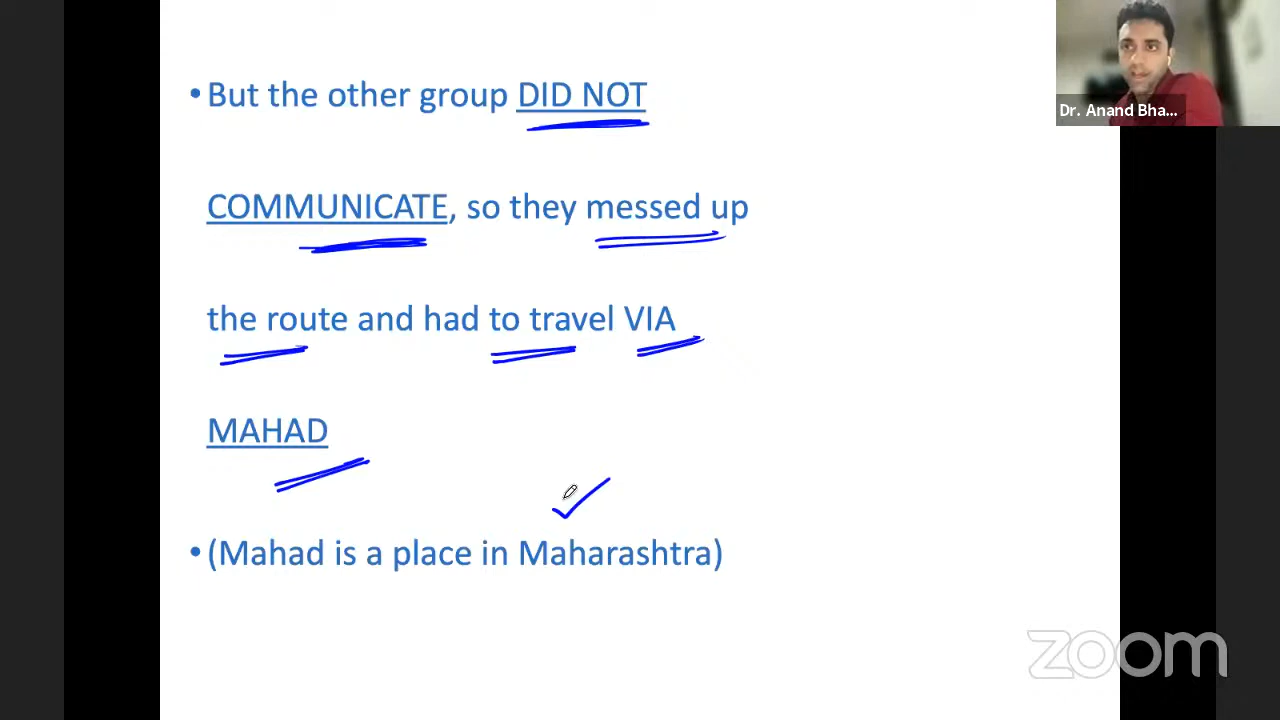 Dr. Anand Bha...
• But the other group DID NOT
COMMUNICATE, so they messed up
the route and had to travel VIA
MAHAD
• (Mahad is a place in Maharashtra)
zoom